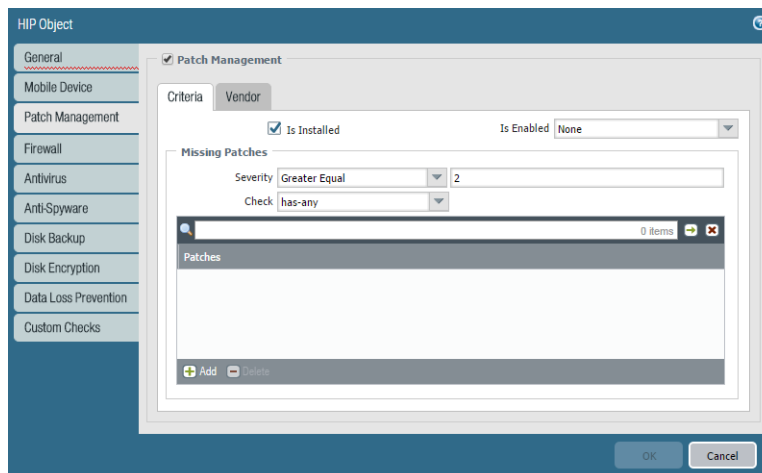 HIP Object
General
Mobile Device
Patch Management
Firewall
Antivirus
Anti-Spyware
Disk Backup
Disk Encryption
Data Loss Prevention
Custom Checks
Patch Management
Criteria Vendor
Is Installed Is Enabled None
Missing Patches
Severity Greater Equal 2
Check has-any
0 items
Patches
Add Delete
OK Cancel